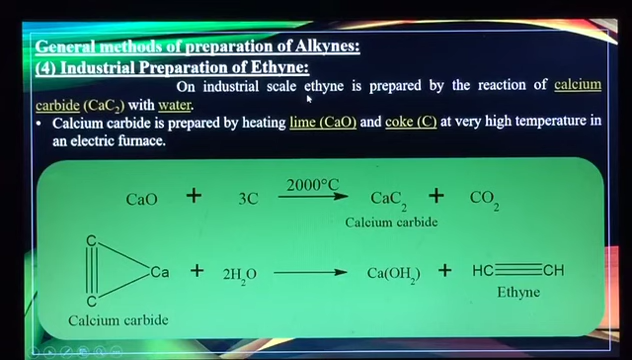 General methods of preparation of Alkynes:
(4) Industrial Preparation of Ethyne:
On industrial scale ethyne is prepared by the reaction of calcium
carbide (CaC₂) with water.
• Calcium carbide is prepared by heating lime (CaO) and coke (C) at very high temperature in
an electric furnace.
CaO + 3C 2000°C CaC₂ + CO₂
Calcium carbide
C
C
Ca + 2H₂O Ca(OH₂) + HC CH
Ethyne
Calcium carbide